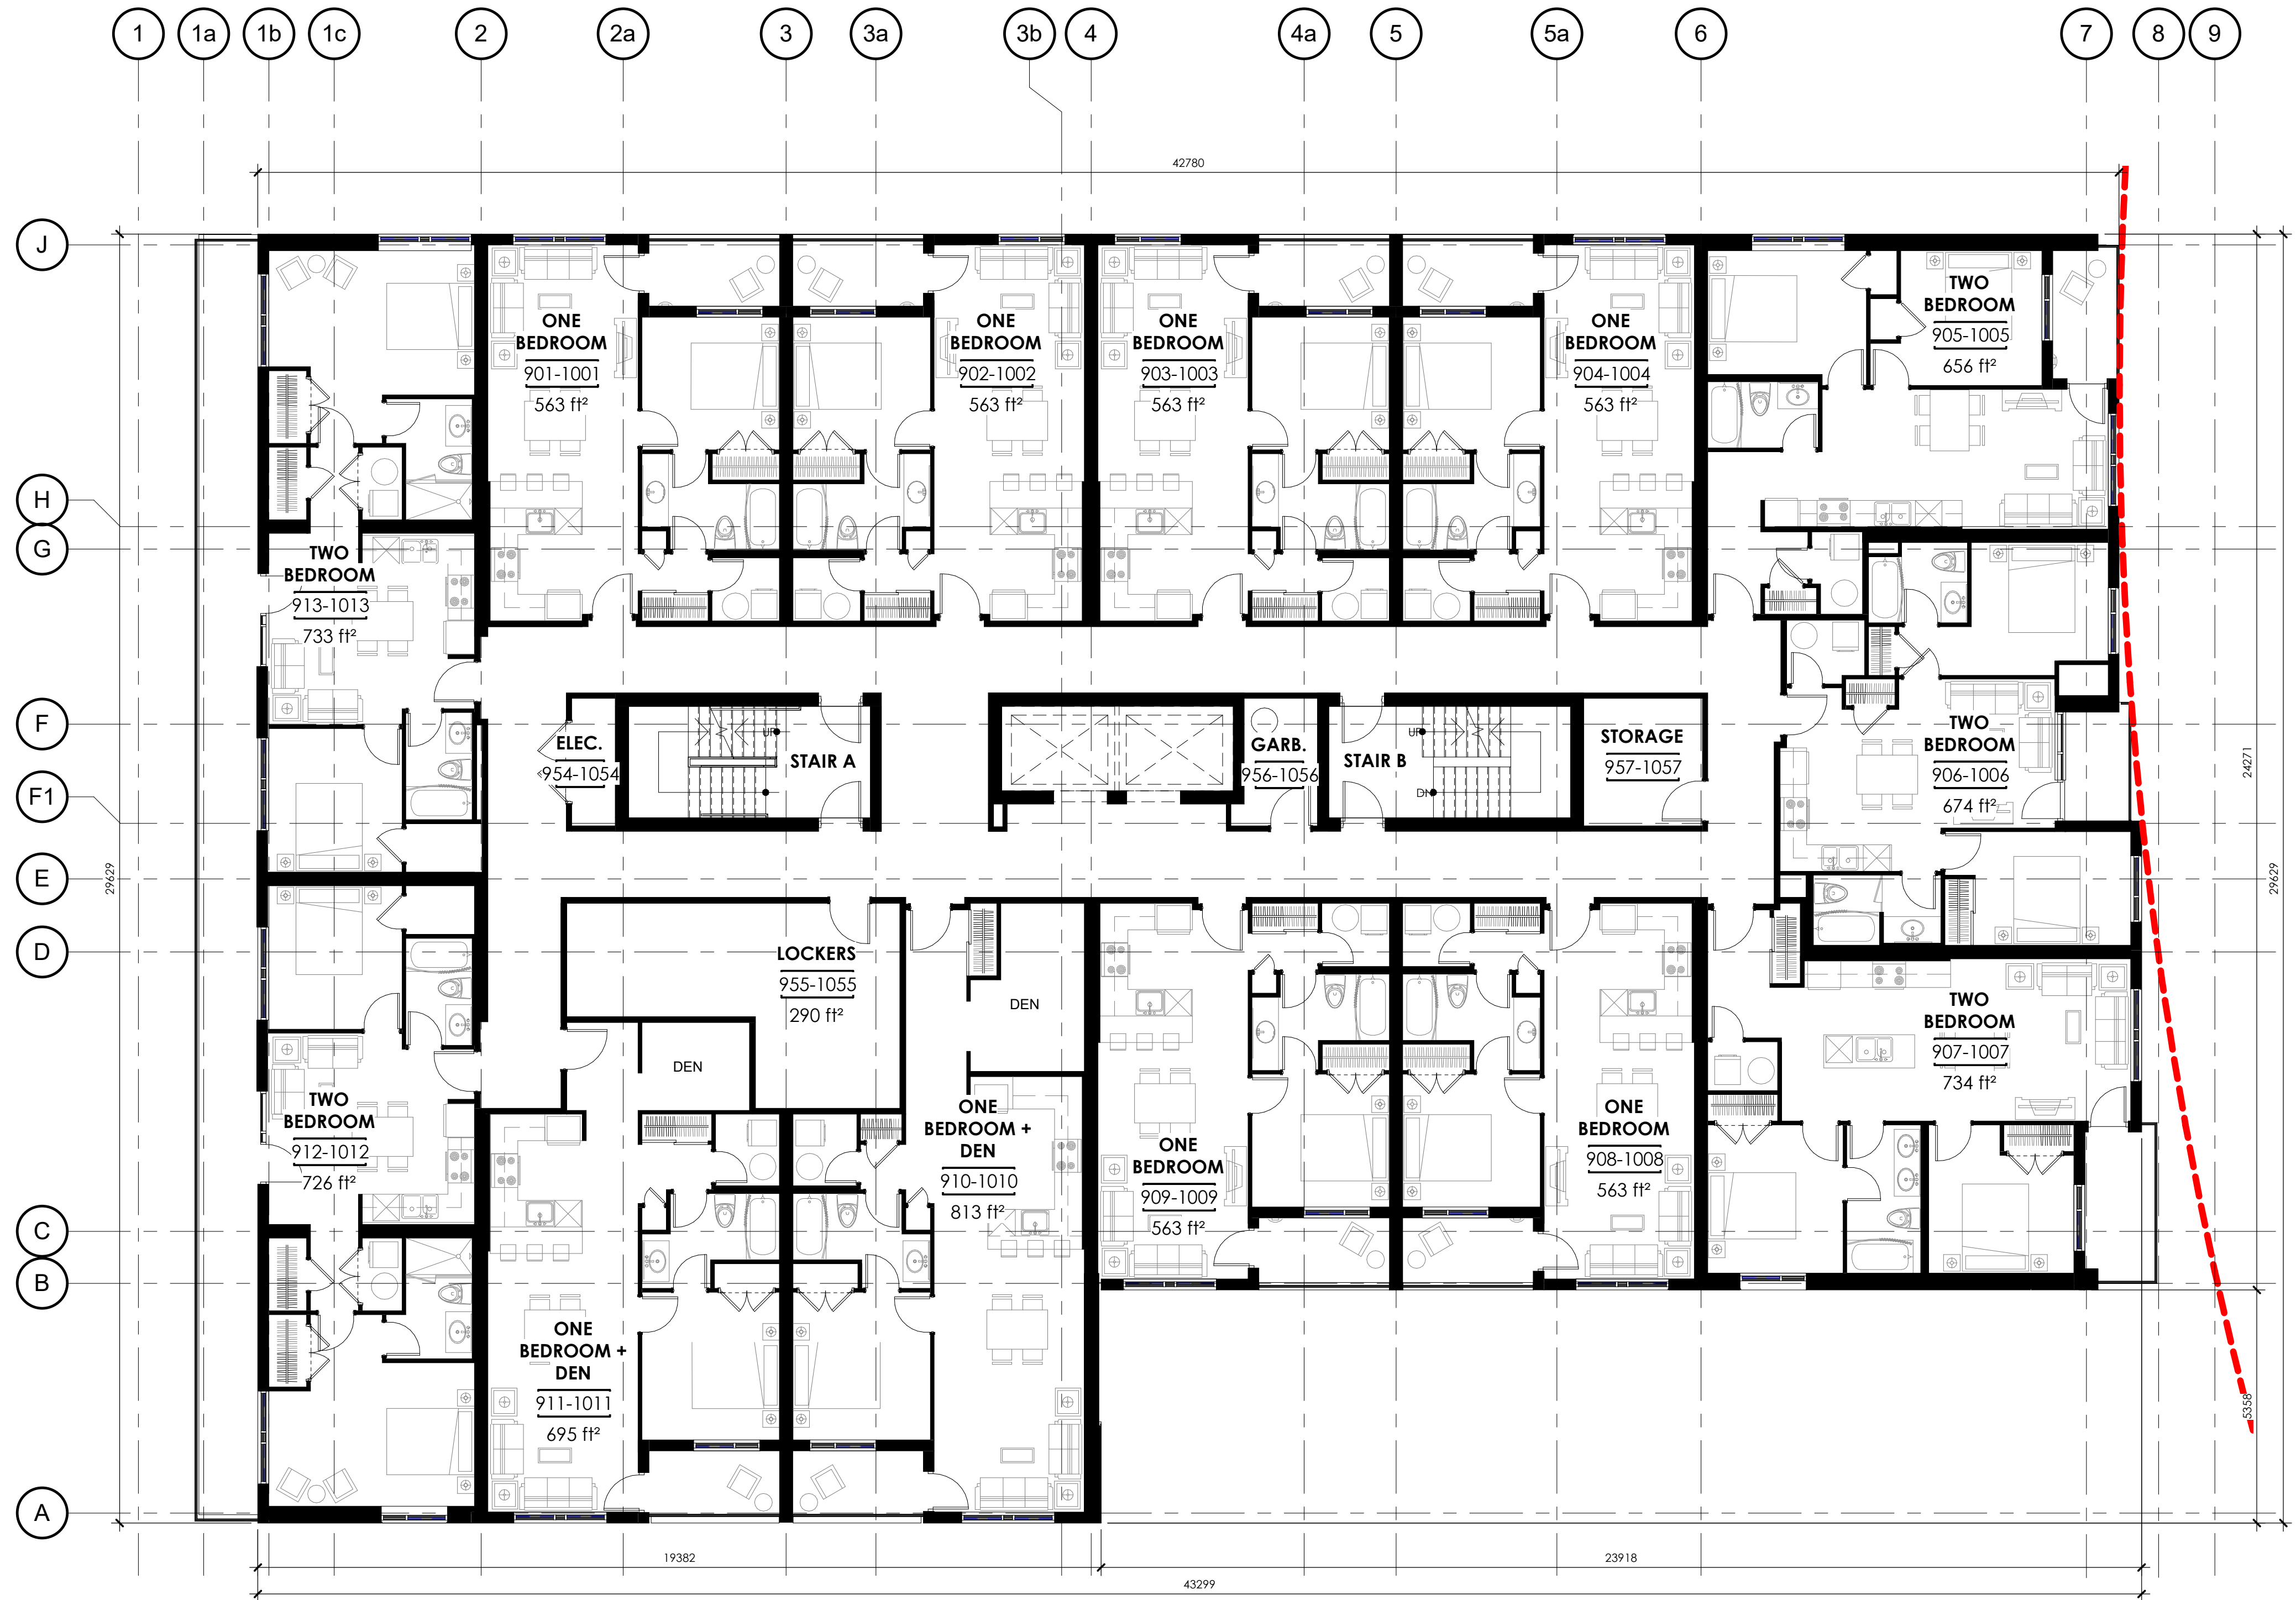 1 1a 1b 1c 2 2a 3 3a 3b 4 4a 5 5a 6 7 8 9
42780
J
H
G
F
F1
E
D
C
B
A
29629
24271
29629
5358
ONE
BEDROOM
901-1001
563 ft²
ONE
BEDROOM
902-1002
563 ft²
ONE
BEDROOM
903-1003
563 ft²
ONE
BEDROOM
904-1004
563 ft²
TWO
BEDROOM
905-1005
656 ft²
TWO
BEDROOM
913-1013
733 ft²
ELEC.
954-1054
UP
STAIR A
GARB.
956-1056
STAIR B
UP
DN
STORAGE
957-1057
TWO
BEDROOM
906-1006
674 ft²
LOCKERS
955-1055
290 ft²
DEN
DEN
TWO
BEDROOM
907-1007
734 ft²
TWO
BEDROOM
912-1012
726 ft²
ONE
BEDROOM +
DEN
910-1010
813 ft²
ONE
BEDROOM
909-1009
563 ft²
ONE
BEDROOM
908-1008
563 ft²
ONE
BEDROOM +
DEN
911-1011
695 ft²
19382
23918
43299